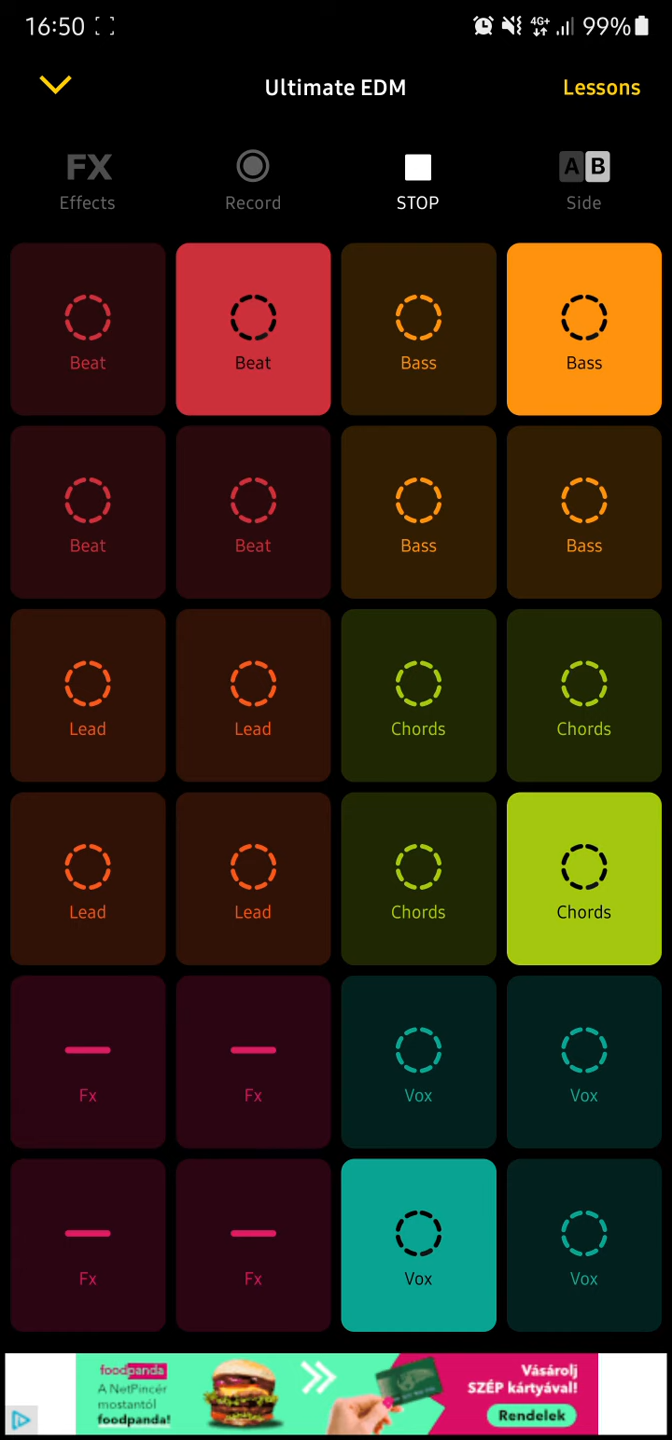 16:50
4G+
99%
Ultimate EDM
Lessons
FX
A B
Effects
Record
STOP
Side
Beat
Beat
Bass
Bass
Beat
Beat
Bass
Bass
Lead
Lead
Chords
Chords
Lead
Lead
Chords
Chords
Fx
Fx
Vox
Vox
Fx
Fx
Vox
Vox
foodpanda
A NetPincér
mostantól
foodpanda!
Vásárolj
SZÉP kártyával!
Rendelek